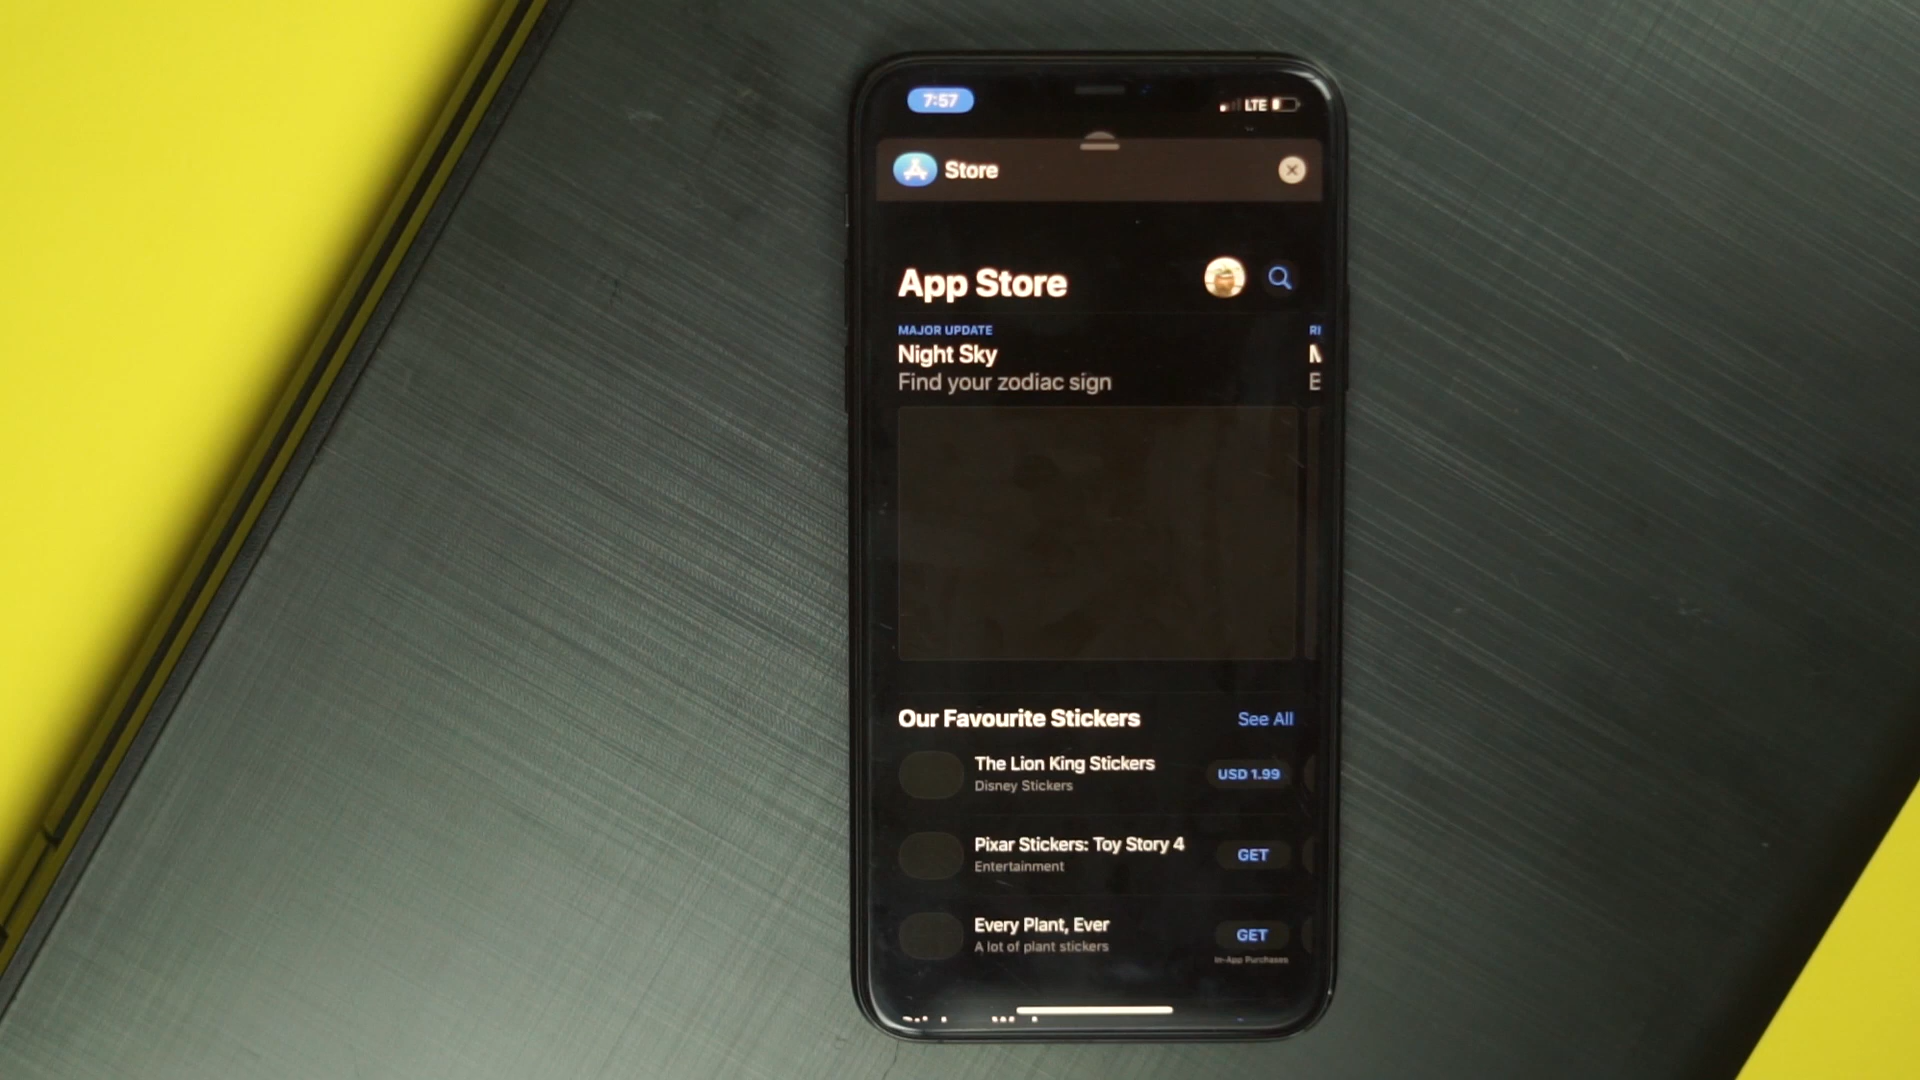 7:57
LTE
Store
App Store
MAJOR UPDATE
Night Sky
Find your zodiac sign
Our Favourite Stickers
See All
The Lion King Stickers
Disney Stickers
USD 1.99
Pixar Stickers: Toy Story 4
Entertainment
GET
Every Plant, Ever
A lot of plant stickers
GET
In-App Purchases